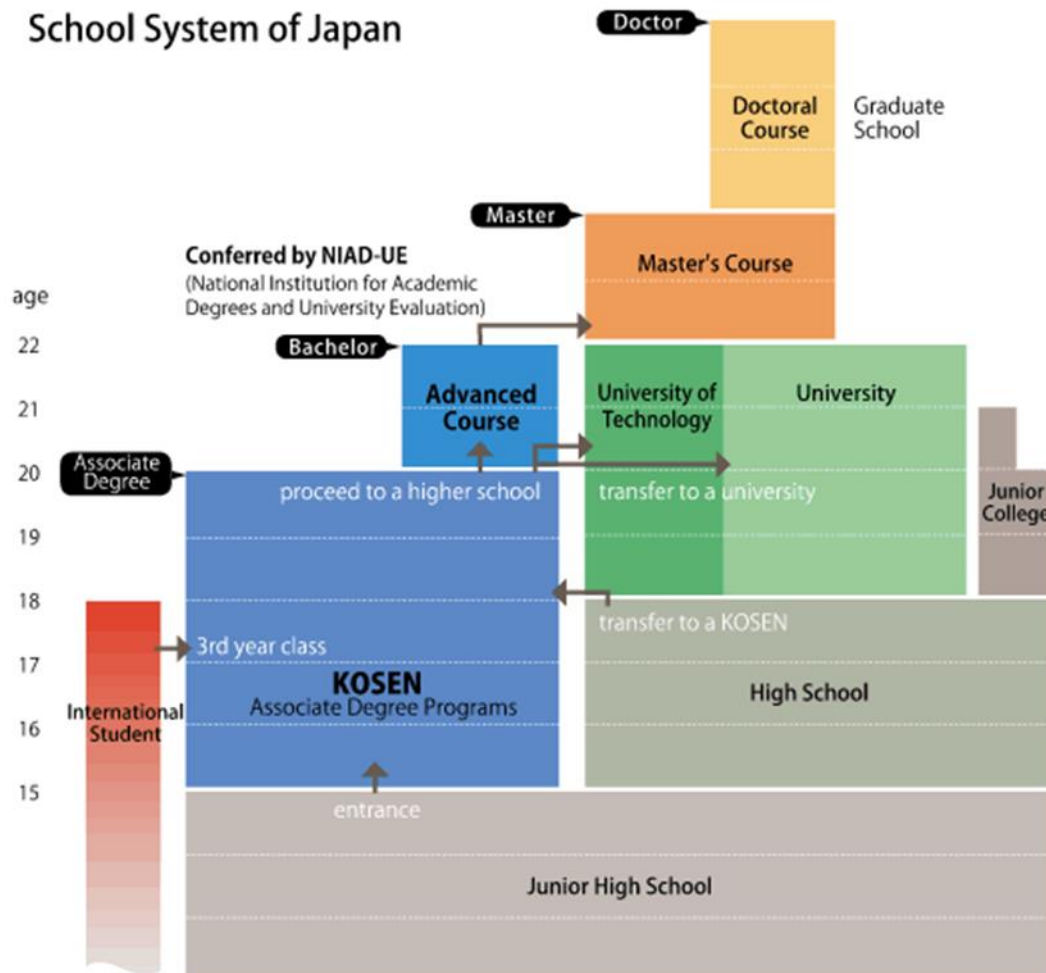 School System of Japan
Doctor
Doctoral
Course
Graduate
School
Master
Master's Course
Conferred by NIAD-UE
(National Institution for Academic
Degrees and University Evaluation)
age
22
Bachelor
Advanced
Course
University of
Technology
University
21
Associate
Degree
20
proceed to a higher school
transfer to a university
Junior
College
19
18
transfer to a KOSEN
3rd year class
17
KOSEN
Associate Degree Programs
High School
International
Student
16
15
entrance
Junior High School